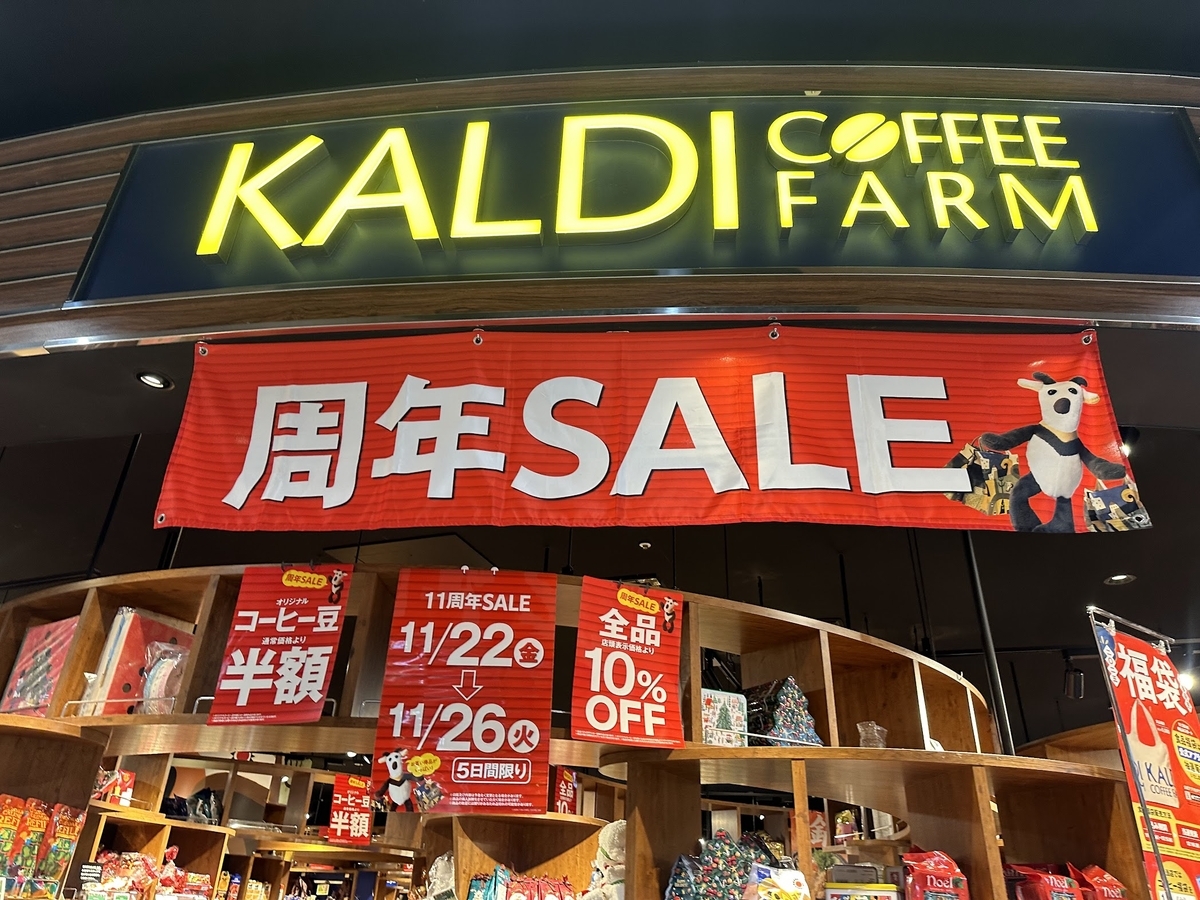 KALDI
COFFEE
FARM
周年SALE
周年SALE
オリジナル
コーヒー豆
通常価格より
半額
11周年SALE
11/22金
11/26火
5日間限り
周年SALE
全品
店頭表示価格より
10%
OFF
コーヒー豆
半額
全品
福袋
KALDI
Noël